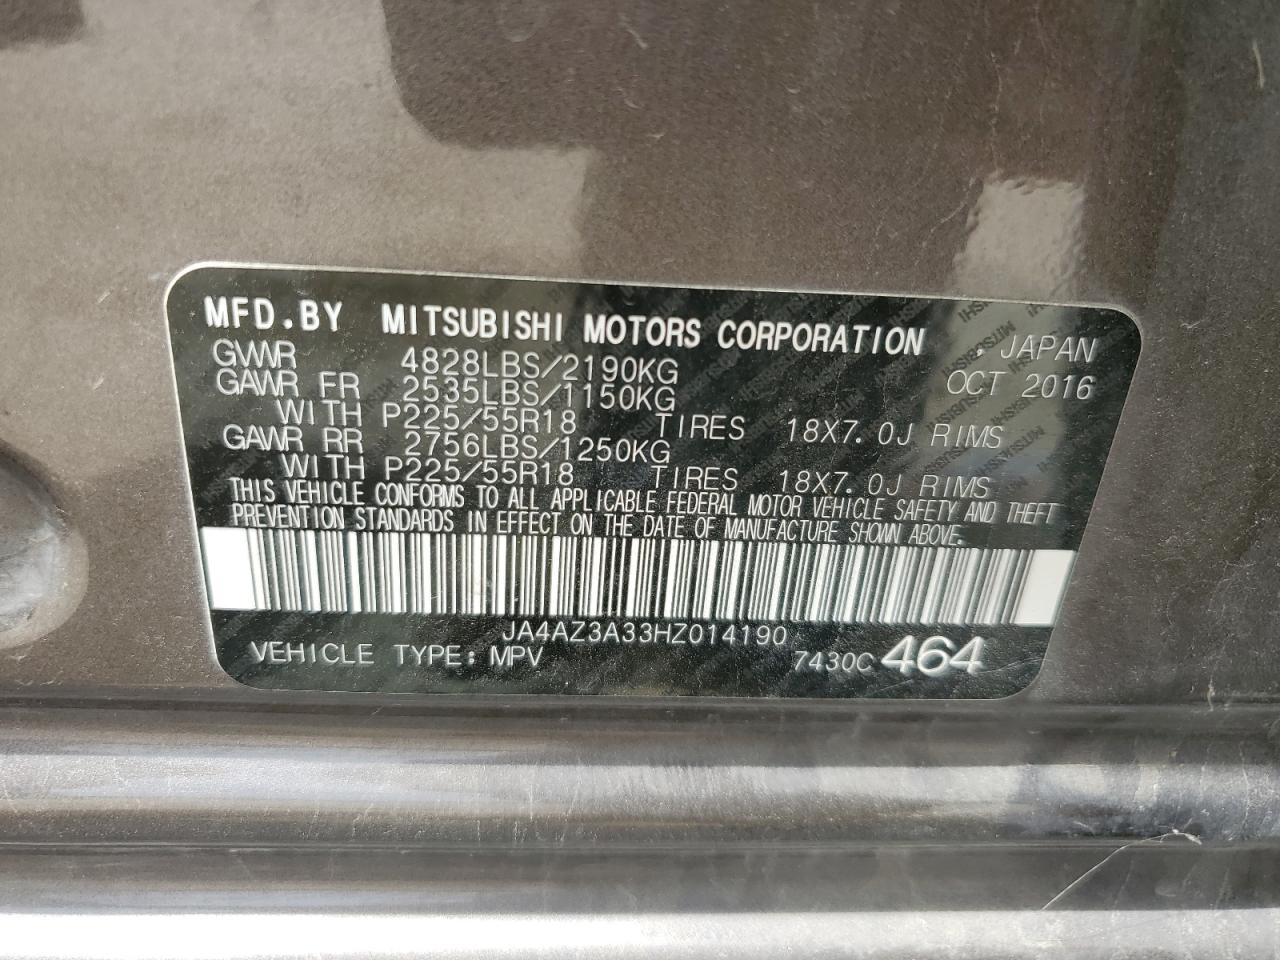 MFD.BY MITSUBISHI MOTORS CORPORATION , JAPAN
GVWR 4828LBS/2190KG OCT 2016
GAWR FR 2535LBS/1150KG
WITH P225/55R18 TIRES 18X7.0J RIMS
GAWR RR 2756LBS/1250KG
WITH P225/55R18 TIRES 18X7.0J RIMS
THIS VEHICLE CONFORMS TO ALL APPLICABLE FEDERAL MOTOR VEHICLE SAFETY AND THEFT
PREVENTION STANDARDS IN EFFECT ON THE DATE OF MANUFACTURE SHOWN ABOVE.
JA4AZ3A33HZ014190
VEHICLE TYPE: MPV 7430C 464